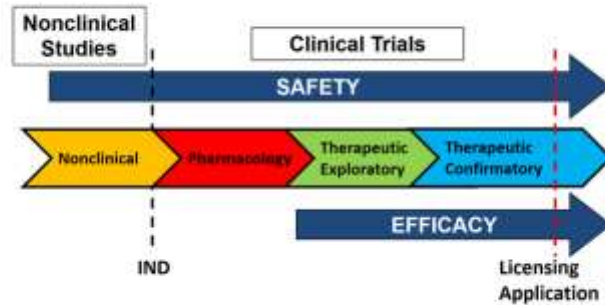 Nonclinical
Studies
Clinical Trials
SAFETY
Nonclinical
Pharmacology
Therapeutic
Exploratory
Therapeutic
Confirmatory
EFFICACY
IND
Licensing
Application